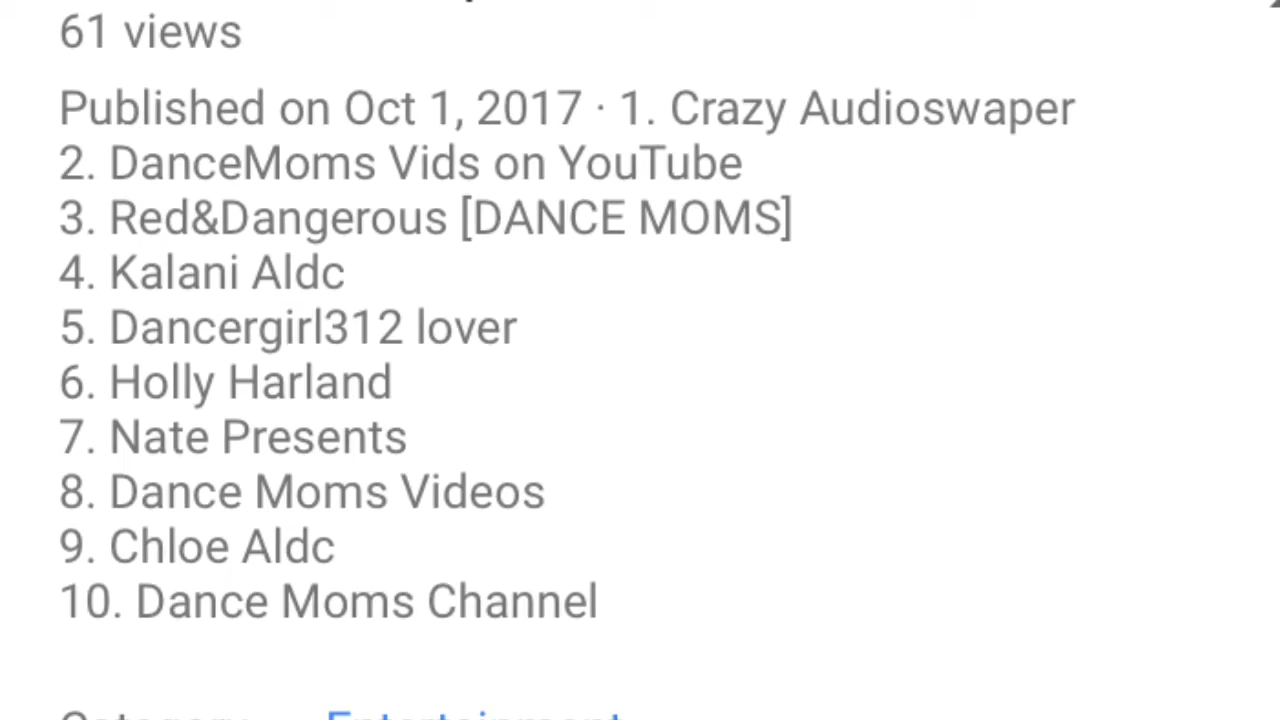 61 views
Published on Oct 1, 2017 · 1. Crazy Audioswaper
2. DanceMoms Vids on YouTube
3. Red&Dangerous [DANCE MOMS]
4. Kalani Aldc
5. Dancergirl312 lover
6. Holly Harland
7. Nate Presents
8. Dance Moms Videos
9. Chloe Aldc
10. Dance Moms Channel
Category Entertainment